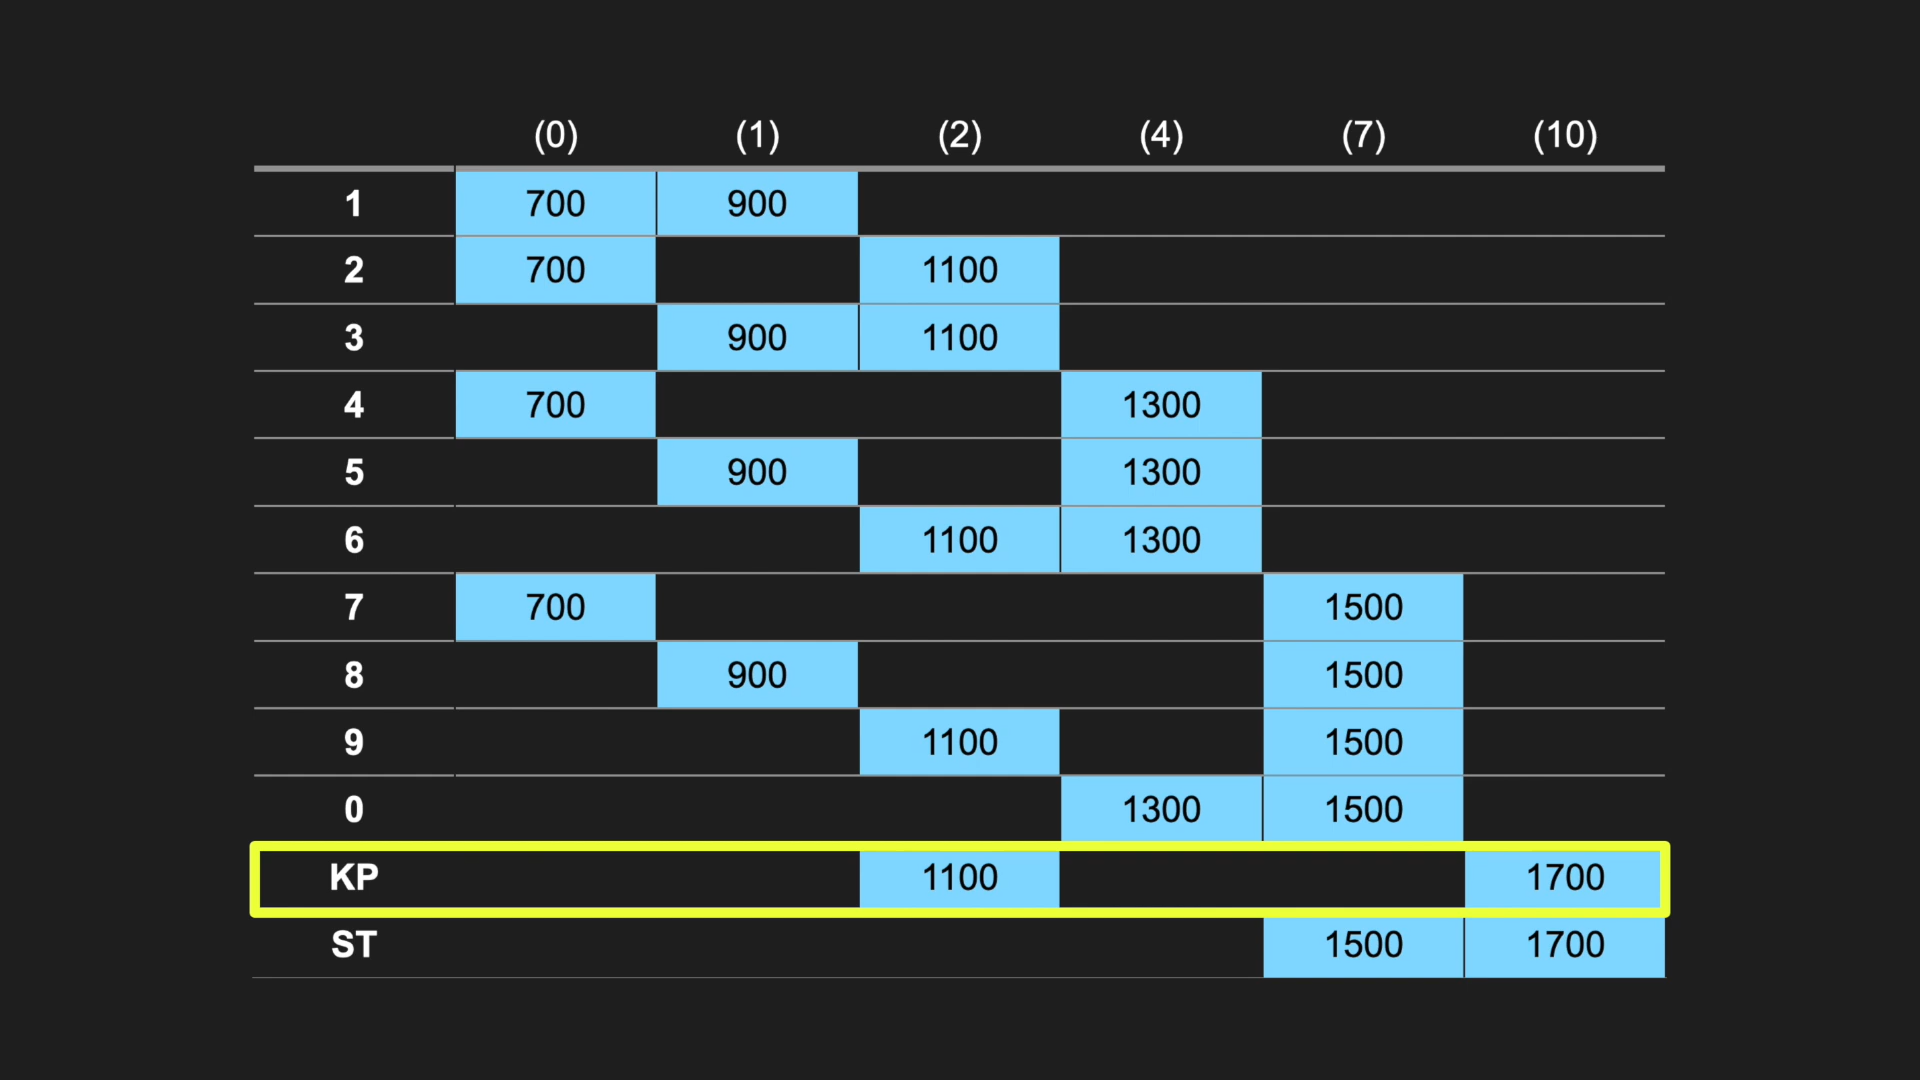 (0) (1) (2) (4) (7) (10)
1 700 900
2 700 1100
3 900 1100
4 700 1300
5 900 1300
6 1100 1300
7 700 1500
8 900 1500
9 1100 1500
0 1300 1500
KP 1100 1700
ST 1500 1700